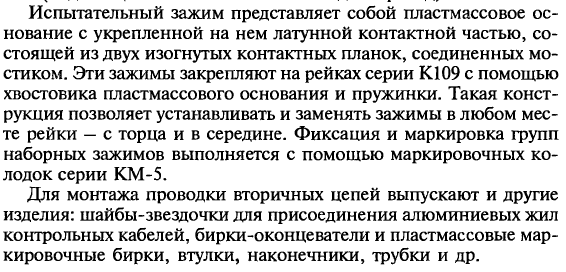 Испытательный зажим представляет собой пластмассовое ос-
нование с укрепленной на нем латунной контактной частью, со-
стоящей из двух изогнутых контактных планок, соединенных мо-
стиком. Эти зажимы закрепляют на рейках серии К109 с помощью
хвостовика пластмассового основания и пружинки. Такая конст-
рукция позволяет устанавливать и заменять зажимы в любом мес-
те рейки – с торца и в середине. Фиксация и маркировка групп
наборных зажимов выполняется с помощью маркировочных ко-
лодок серии КМ-5.
Для монтажа проводки вторичных цепей выпускают и другие
изделия: шайбы-звездочки для присоединения алюминиевых жил
контрольных кабелей, бирки-оконцеватели и пластмассовые мар-
кировочные бирки, втулки, наконечники, трубки и др.